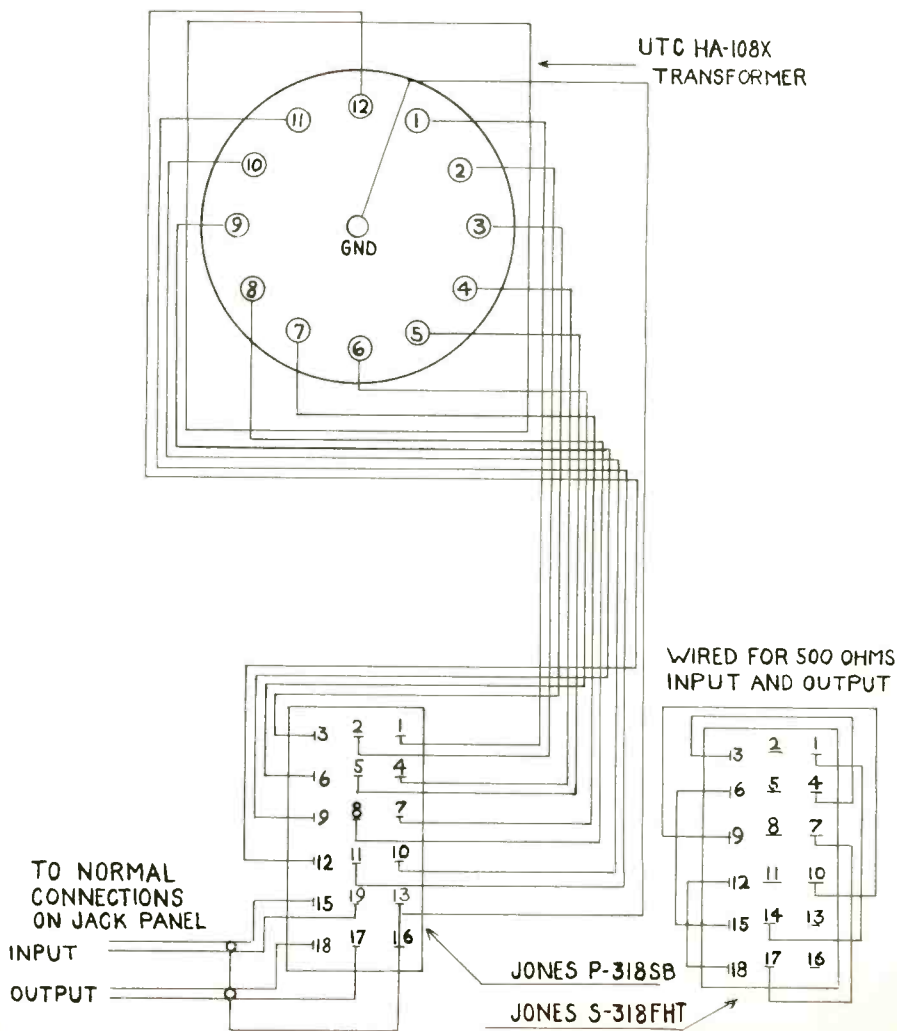 UTC HA-108X
TRANSFORMER
12
11
1
10
2
9
3
GND
8
4
7
5
6
WIRED FOR 500 OHMS
INPUT AND OUTPUT
3 2 1
6 5 4
9 8 7
12 11 10
15 19 13
18 17 16
3 2 1
6 5 4
9 8 7
12 11 10
15 14 13
18 17 16
TO NORMAL
CONNECTIONS
ON JACK PANEL
INPUT
OUTPUT
JONES P-318SB
JONES S-318FHT